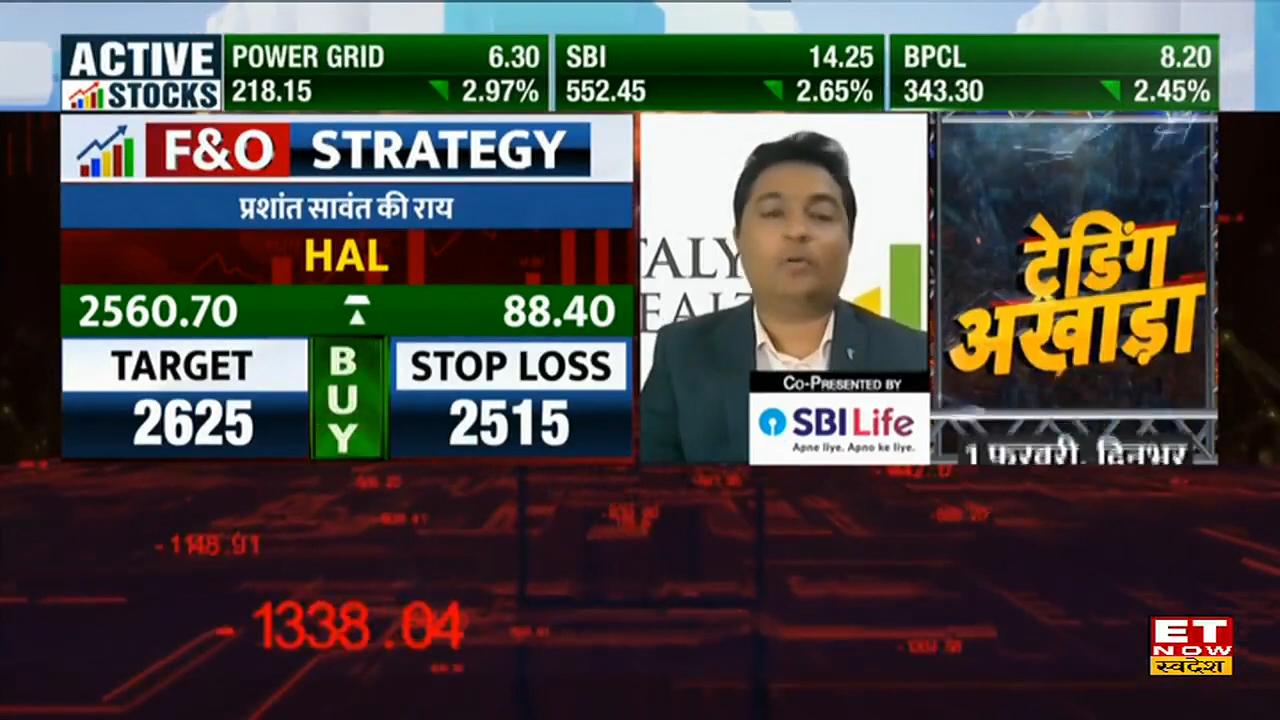 ACTIVE STOCKS
POWER GRID 6.30
218.15 2.97%
SBI 14.25
552.45 2.65%
BPCL 8.20
343.30 2.45%
F&O STRATEGY
प्रशांत सावंत की राय
HAL
2560.70 88.40
TARGET
2625
BUY
STOP LOSS
2515
CO-PRESENTED BY
SBI Life
Apne liye. Apno ke liye.
ट्रेडिंग
अखाड़ा
1 फरवरी, दिनभर
-1338.04
ET
NOW
स्वदेश